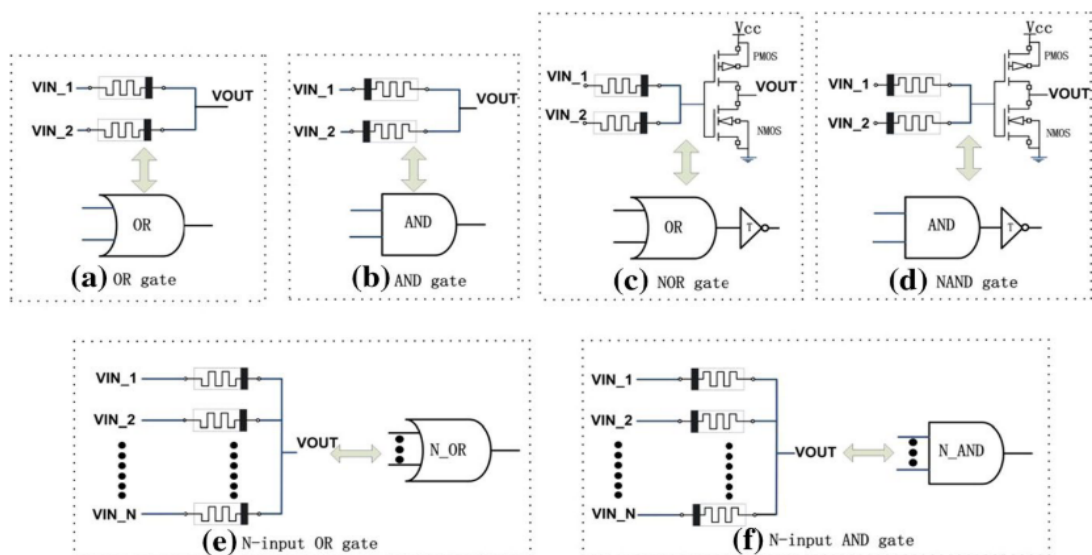 VIN_1
VIN_2
VOUT
OR
(a) OR gate
VIN_1
VIN_2
VOUT
AND
(b) AND gate
Vcc
PMOS
VIN_1
VOUT
VIN_2
NMOS
OR
T
(c) NOR gate
Vcc
PMOS
VIN_1
VOUT
VIN_2
NMOS
AND
T
(d) NAND gate
VIN_1
VIN_2
VOUT
VIN_N
N_OR
(e) N-input OR gate
VIN_1
VIN_2
VOUT
VIN_N
N_AND
(f) N-input AND gate